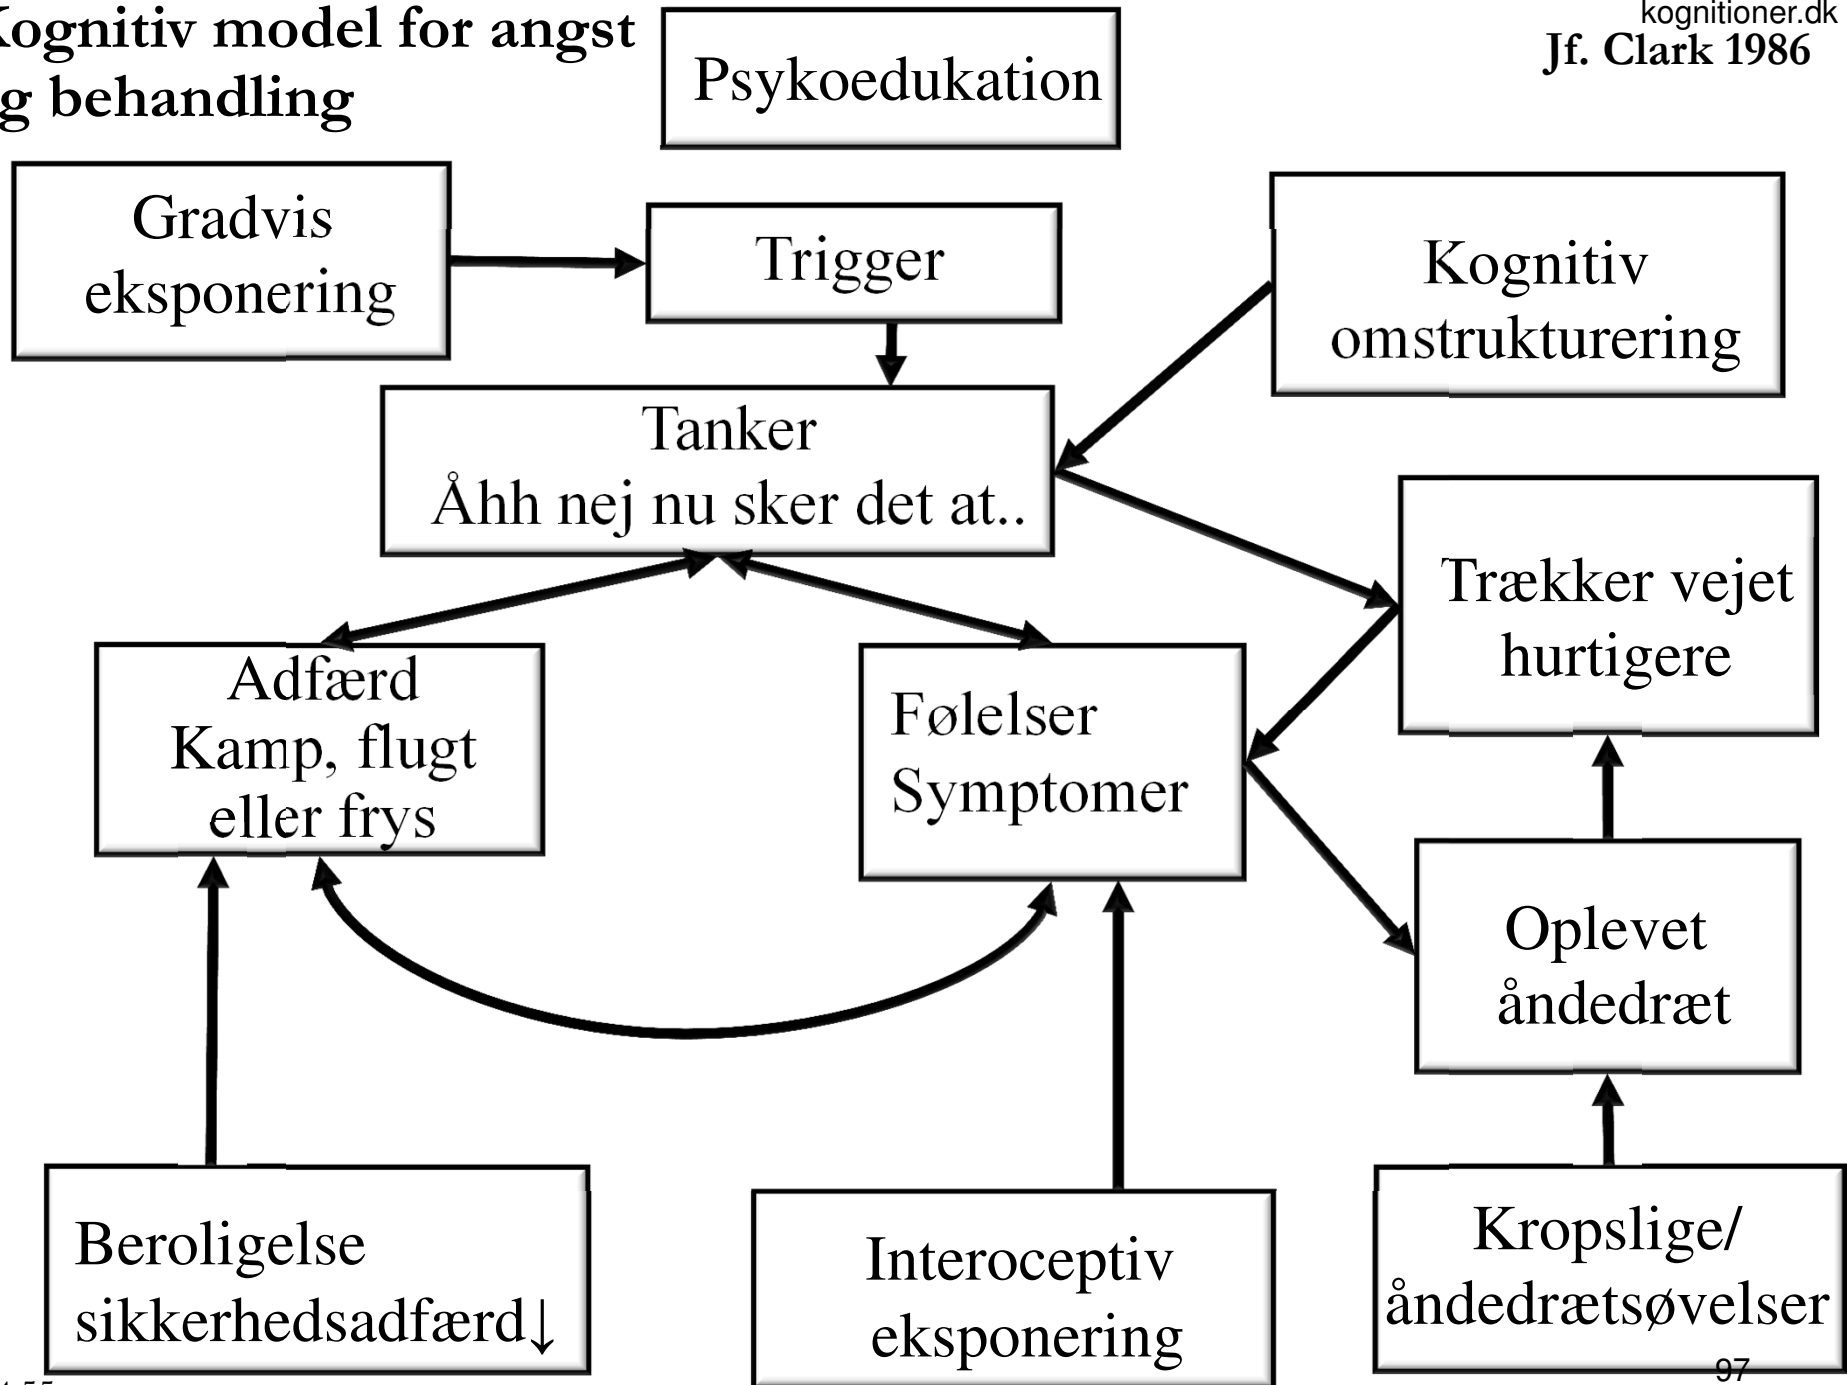 Kognitiv model for angst
og behandling
kognitioner.dk
Jf. Clark 1986
Psykoedukation
Gradvis
eksponering
Trigger
Kognitiv
omstrukturering
Tanker
Åhh nej nu sker det at..
Trækker vejet
hurtigere
Adfærd
Kamp, flugt
eller frys
Følelser
Symptomer
Oplevet
åndedræt
Beroligelse
sikkerhedsadfærd↓
Interoceptiv
eksponering
Kropslige/
åndedrætsøvelser
97